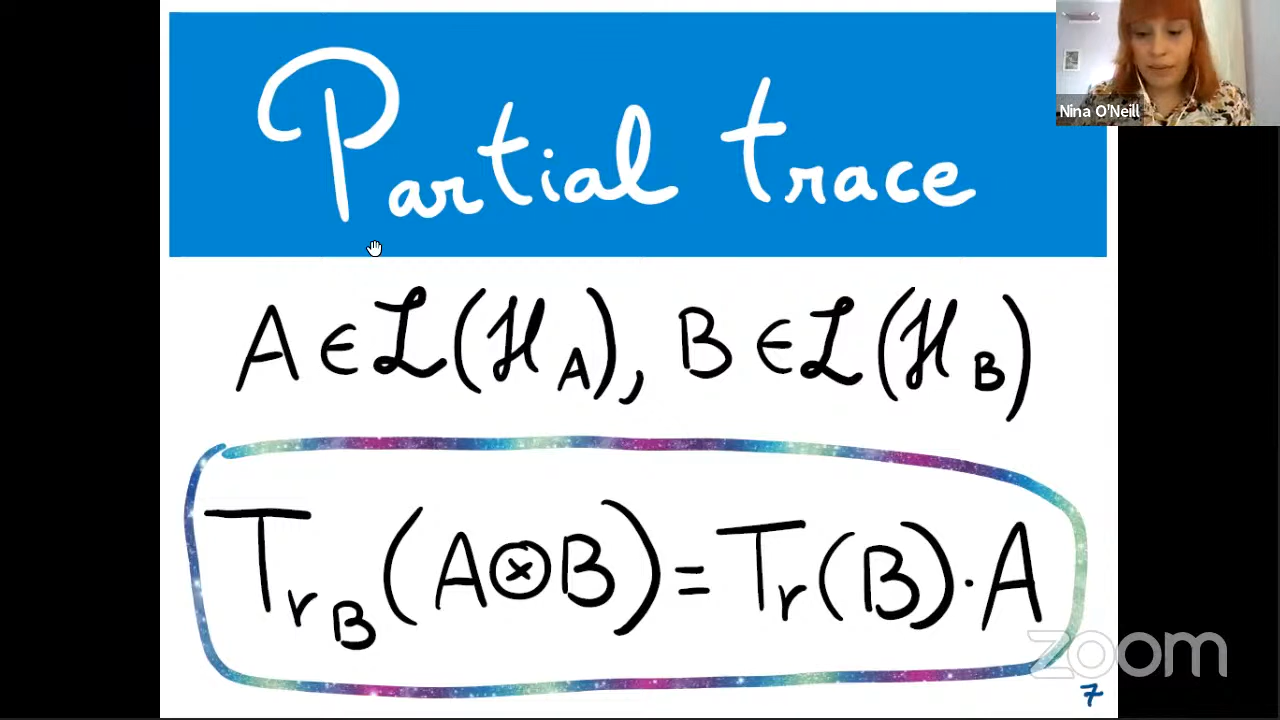 Partial trace
Nina O'Neill
A ∈ ℒ(ℋ_A), B ∈ ℒ(ℋ_B)
Tr_B(A⊗B) = Tr(B)·A
zoom
7